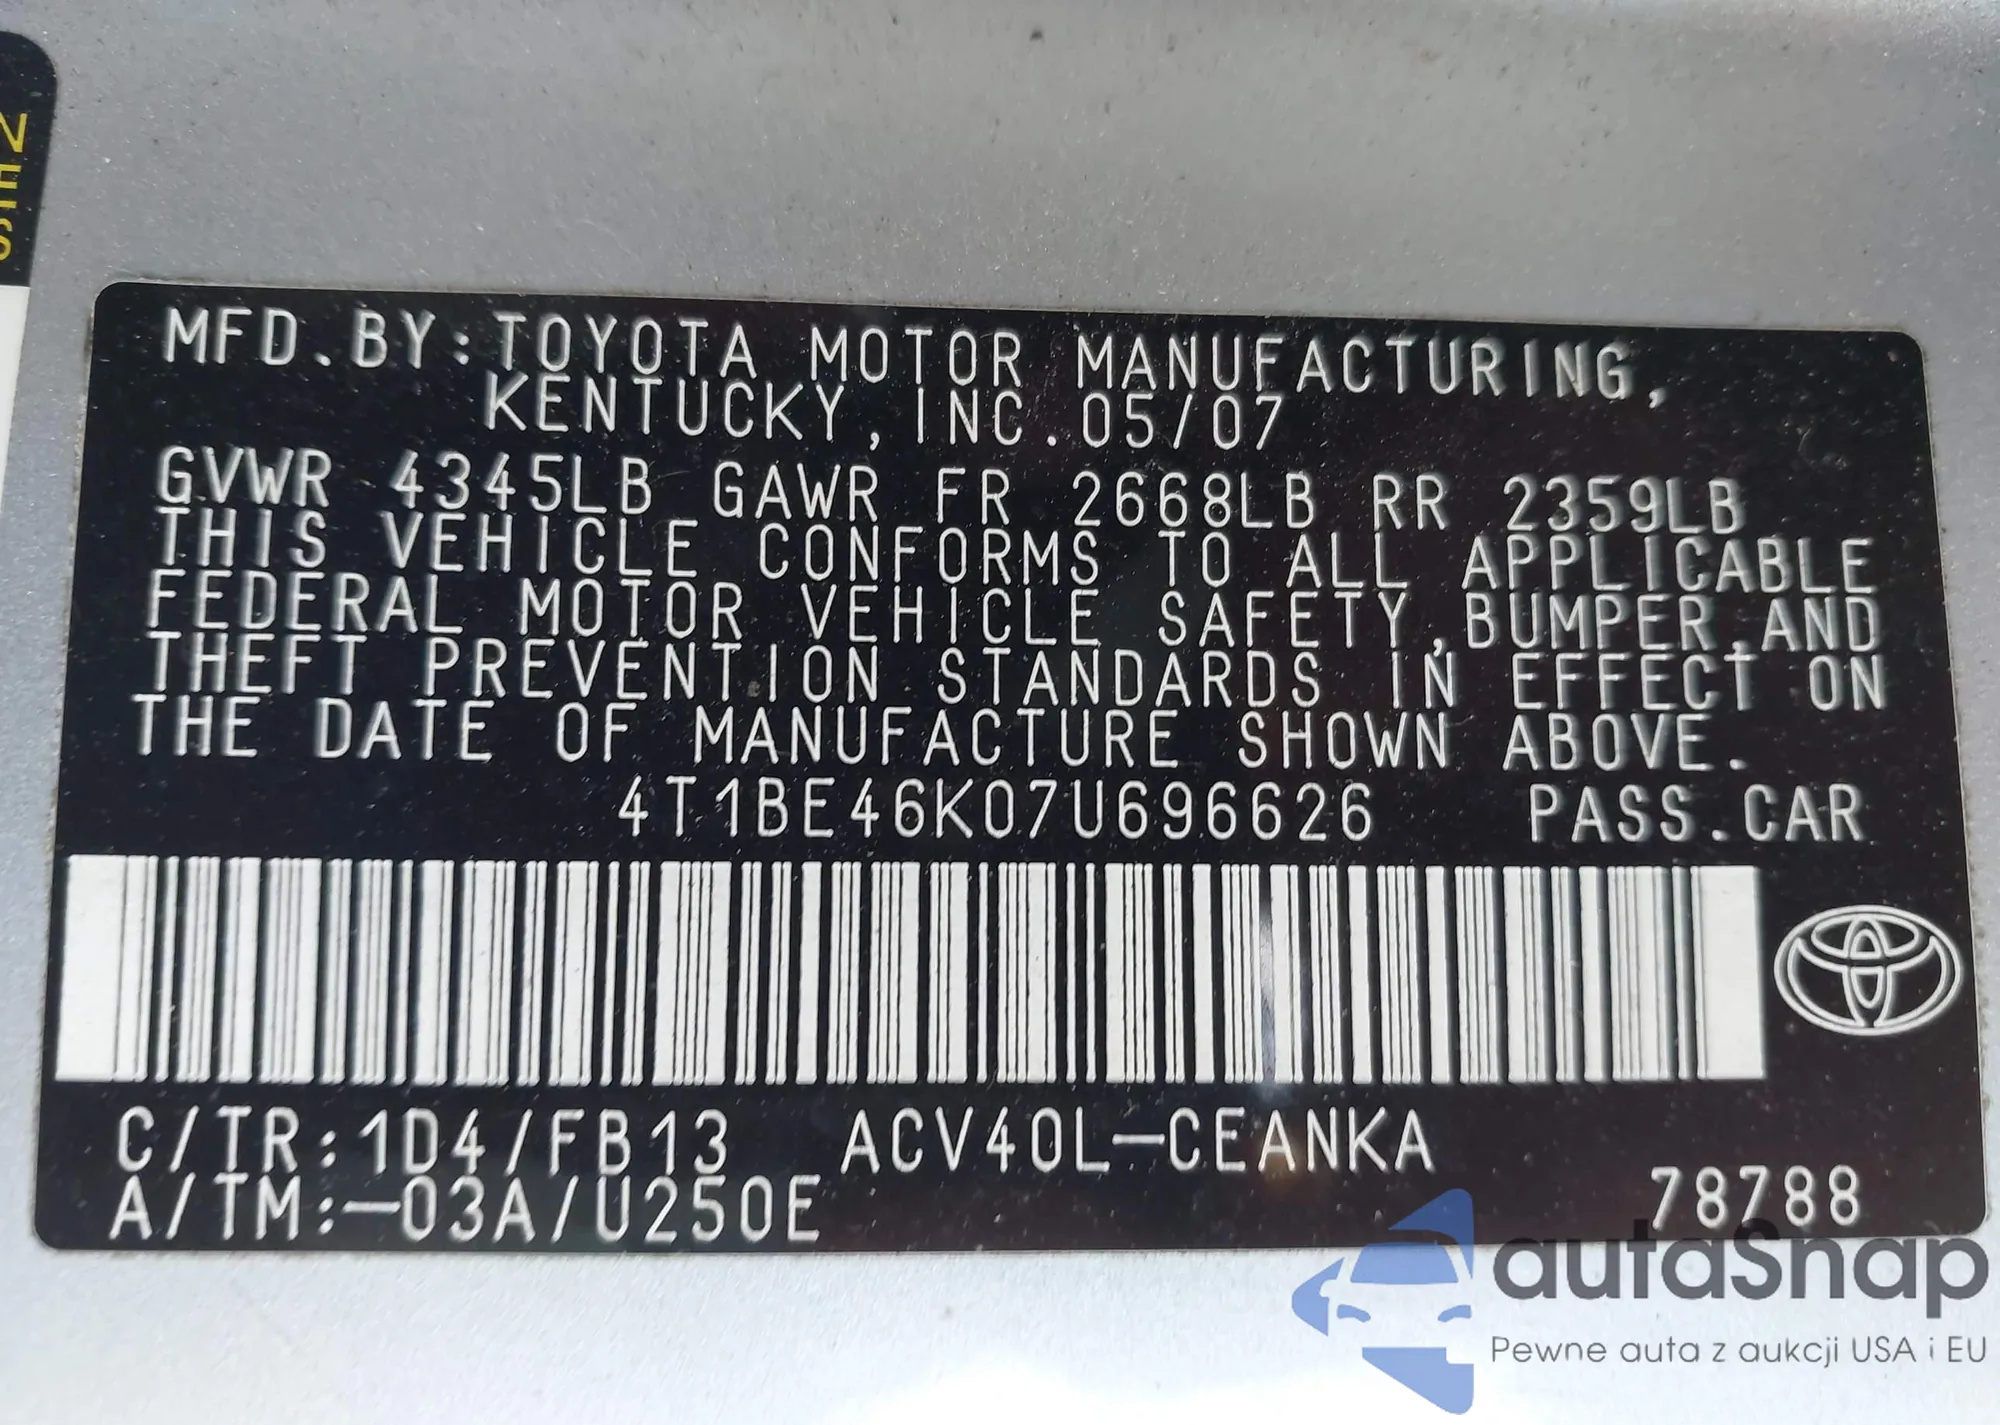 MFD.BY:TOYOTA MOTOR MANUFACTURING,
KENTUCKY, INC.05/07
GVWR 4345LB GAWR FR 2668LB RR 2359LB
THIS VEHICLE CONFORMS TO ALL APPLICABLE
FEDERAL MOTOR VEHICLE SAFETY,BUMPER,AND
THEFT PREVENTION STANDARDS IN EFFECT ON
THE DATE OF MANUFACTURE SHOWN ABOVE.
4T1BE46K07U696626 PASS.CAR
C/TR:1D4/FB13 ACV40L-CEANKA
A/TM:-03A/U250E 78788
autoSnap
Pewne auta z aukcji USA i EU